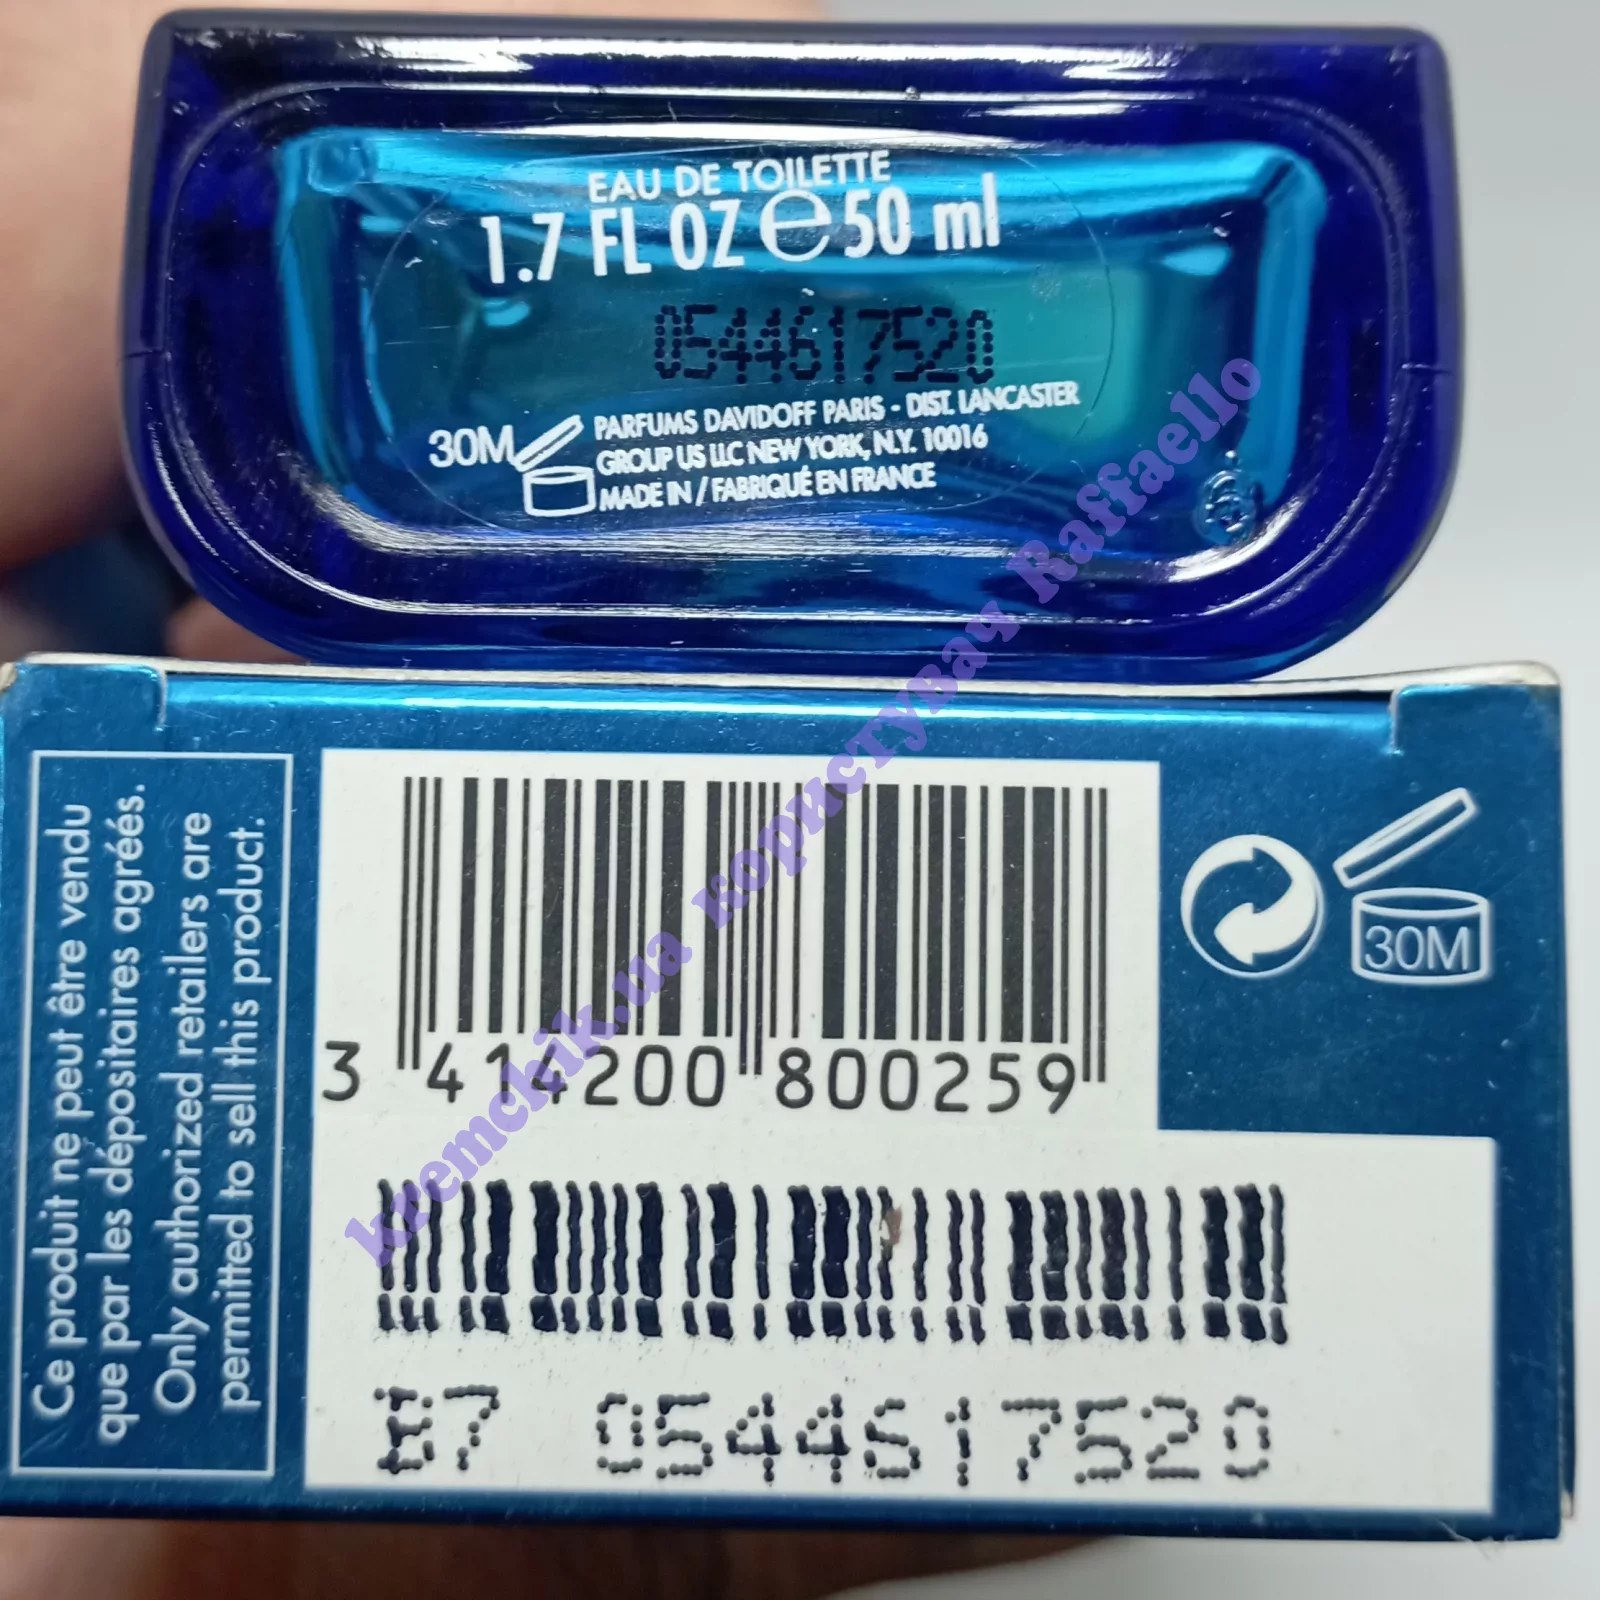 EAU DE TOILETTE
1.7 FL OZ e 50 ml
0544617520
30M
PARFUMS DAVIDOFF PARIS - DIST. LANCASTER
GROUP US LLC NEW YORK, N.Y. 10016
MADE IN / FABRIQUÉ EN FRANCE
Ce produit ne peut être vendu
que par les dépositaires agréés.
Only authorized retailers are
permitted to sell this product.
3 414200 800259
30M
B7 0544617520
kremchik.ua користувач Raffaello